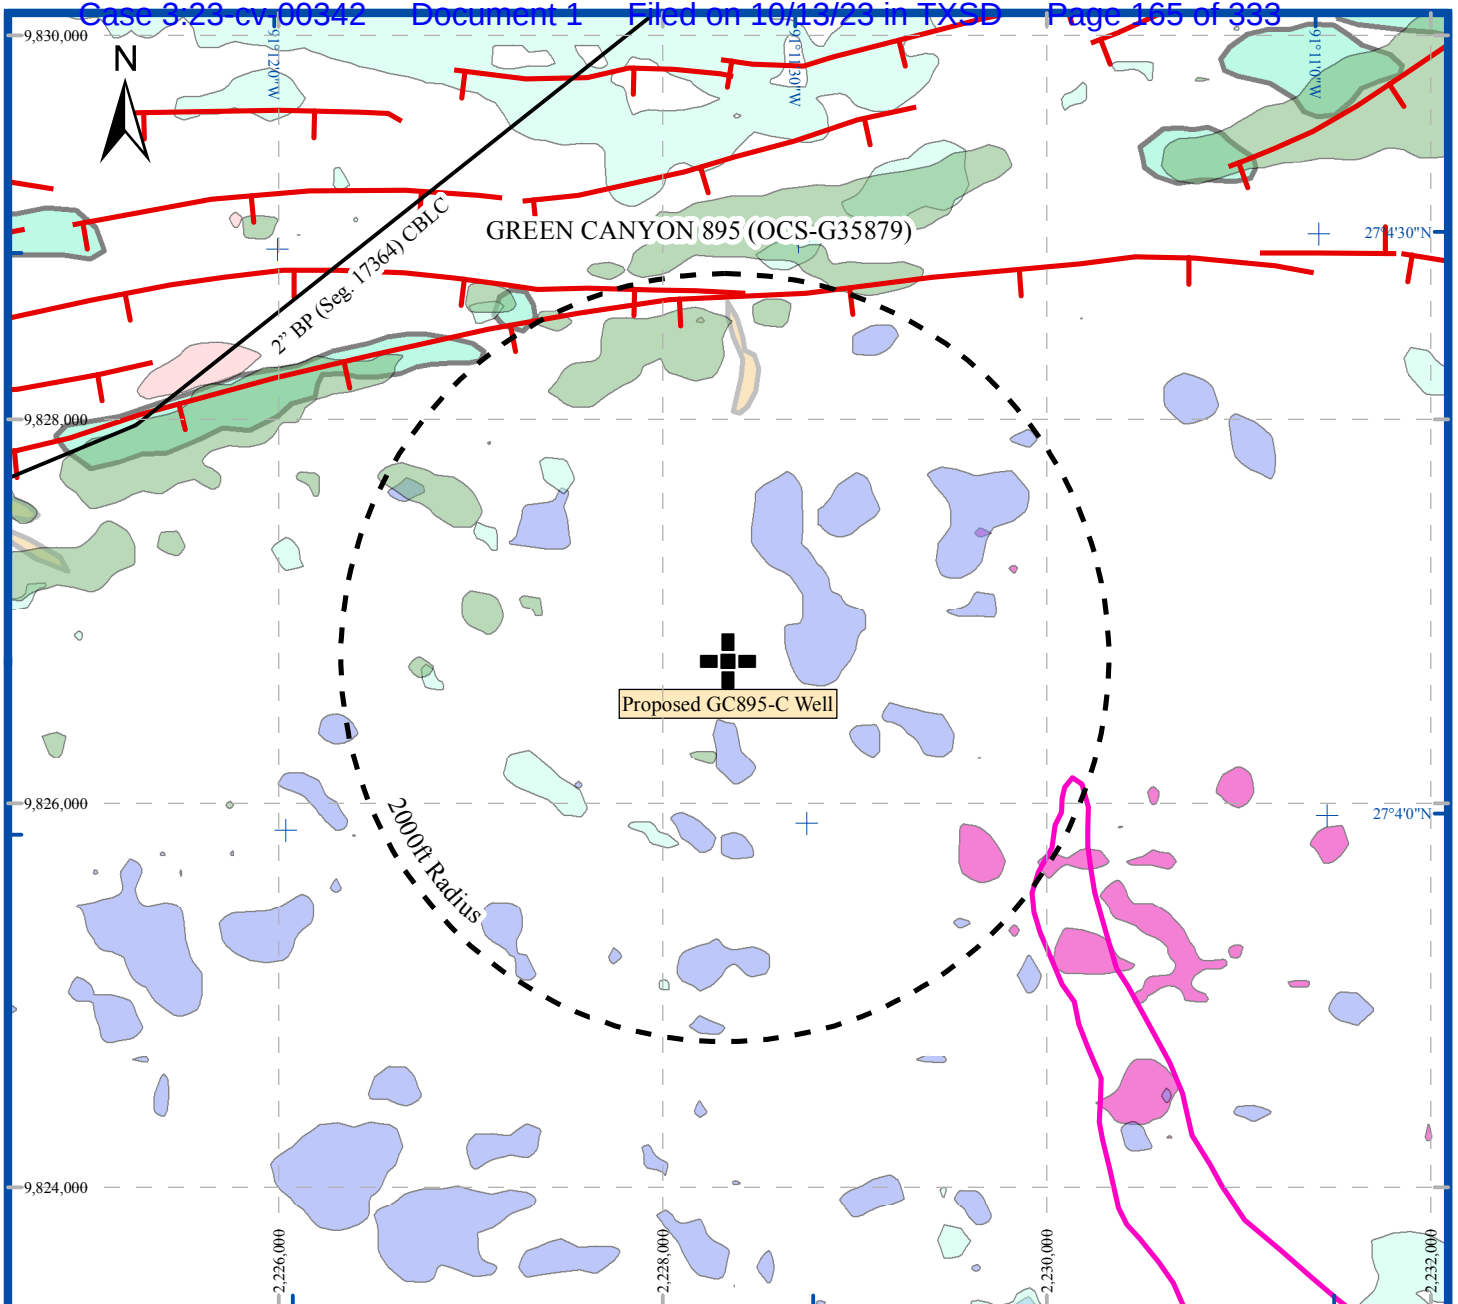 Case 3:23-cv-00342 Document 1 Filed on 10/13/23 in TXSD Page 165 of 333
9,830,000
N
91°12'0"W
91°11'30"W
91°11'0"W
GREEN CANYON 895 (OCS-G35879)
27°4'30"N
2” BP (Seg. 17364) CBLC
9,828,000
Proposed GC895-C Well
9,826,000
27°4'0"N
2000ft Radius
9,824,000
2,226,000
2,228,000
2,230,000
2,232,000